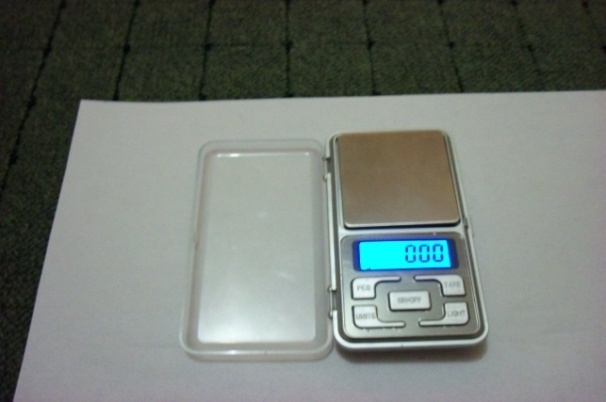 0.00
PCS TARE
ON/OFF
UNITS LIGHT